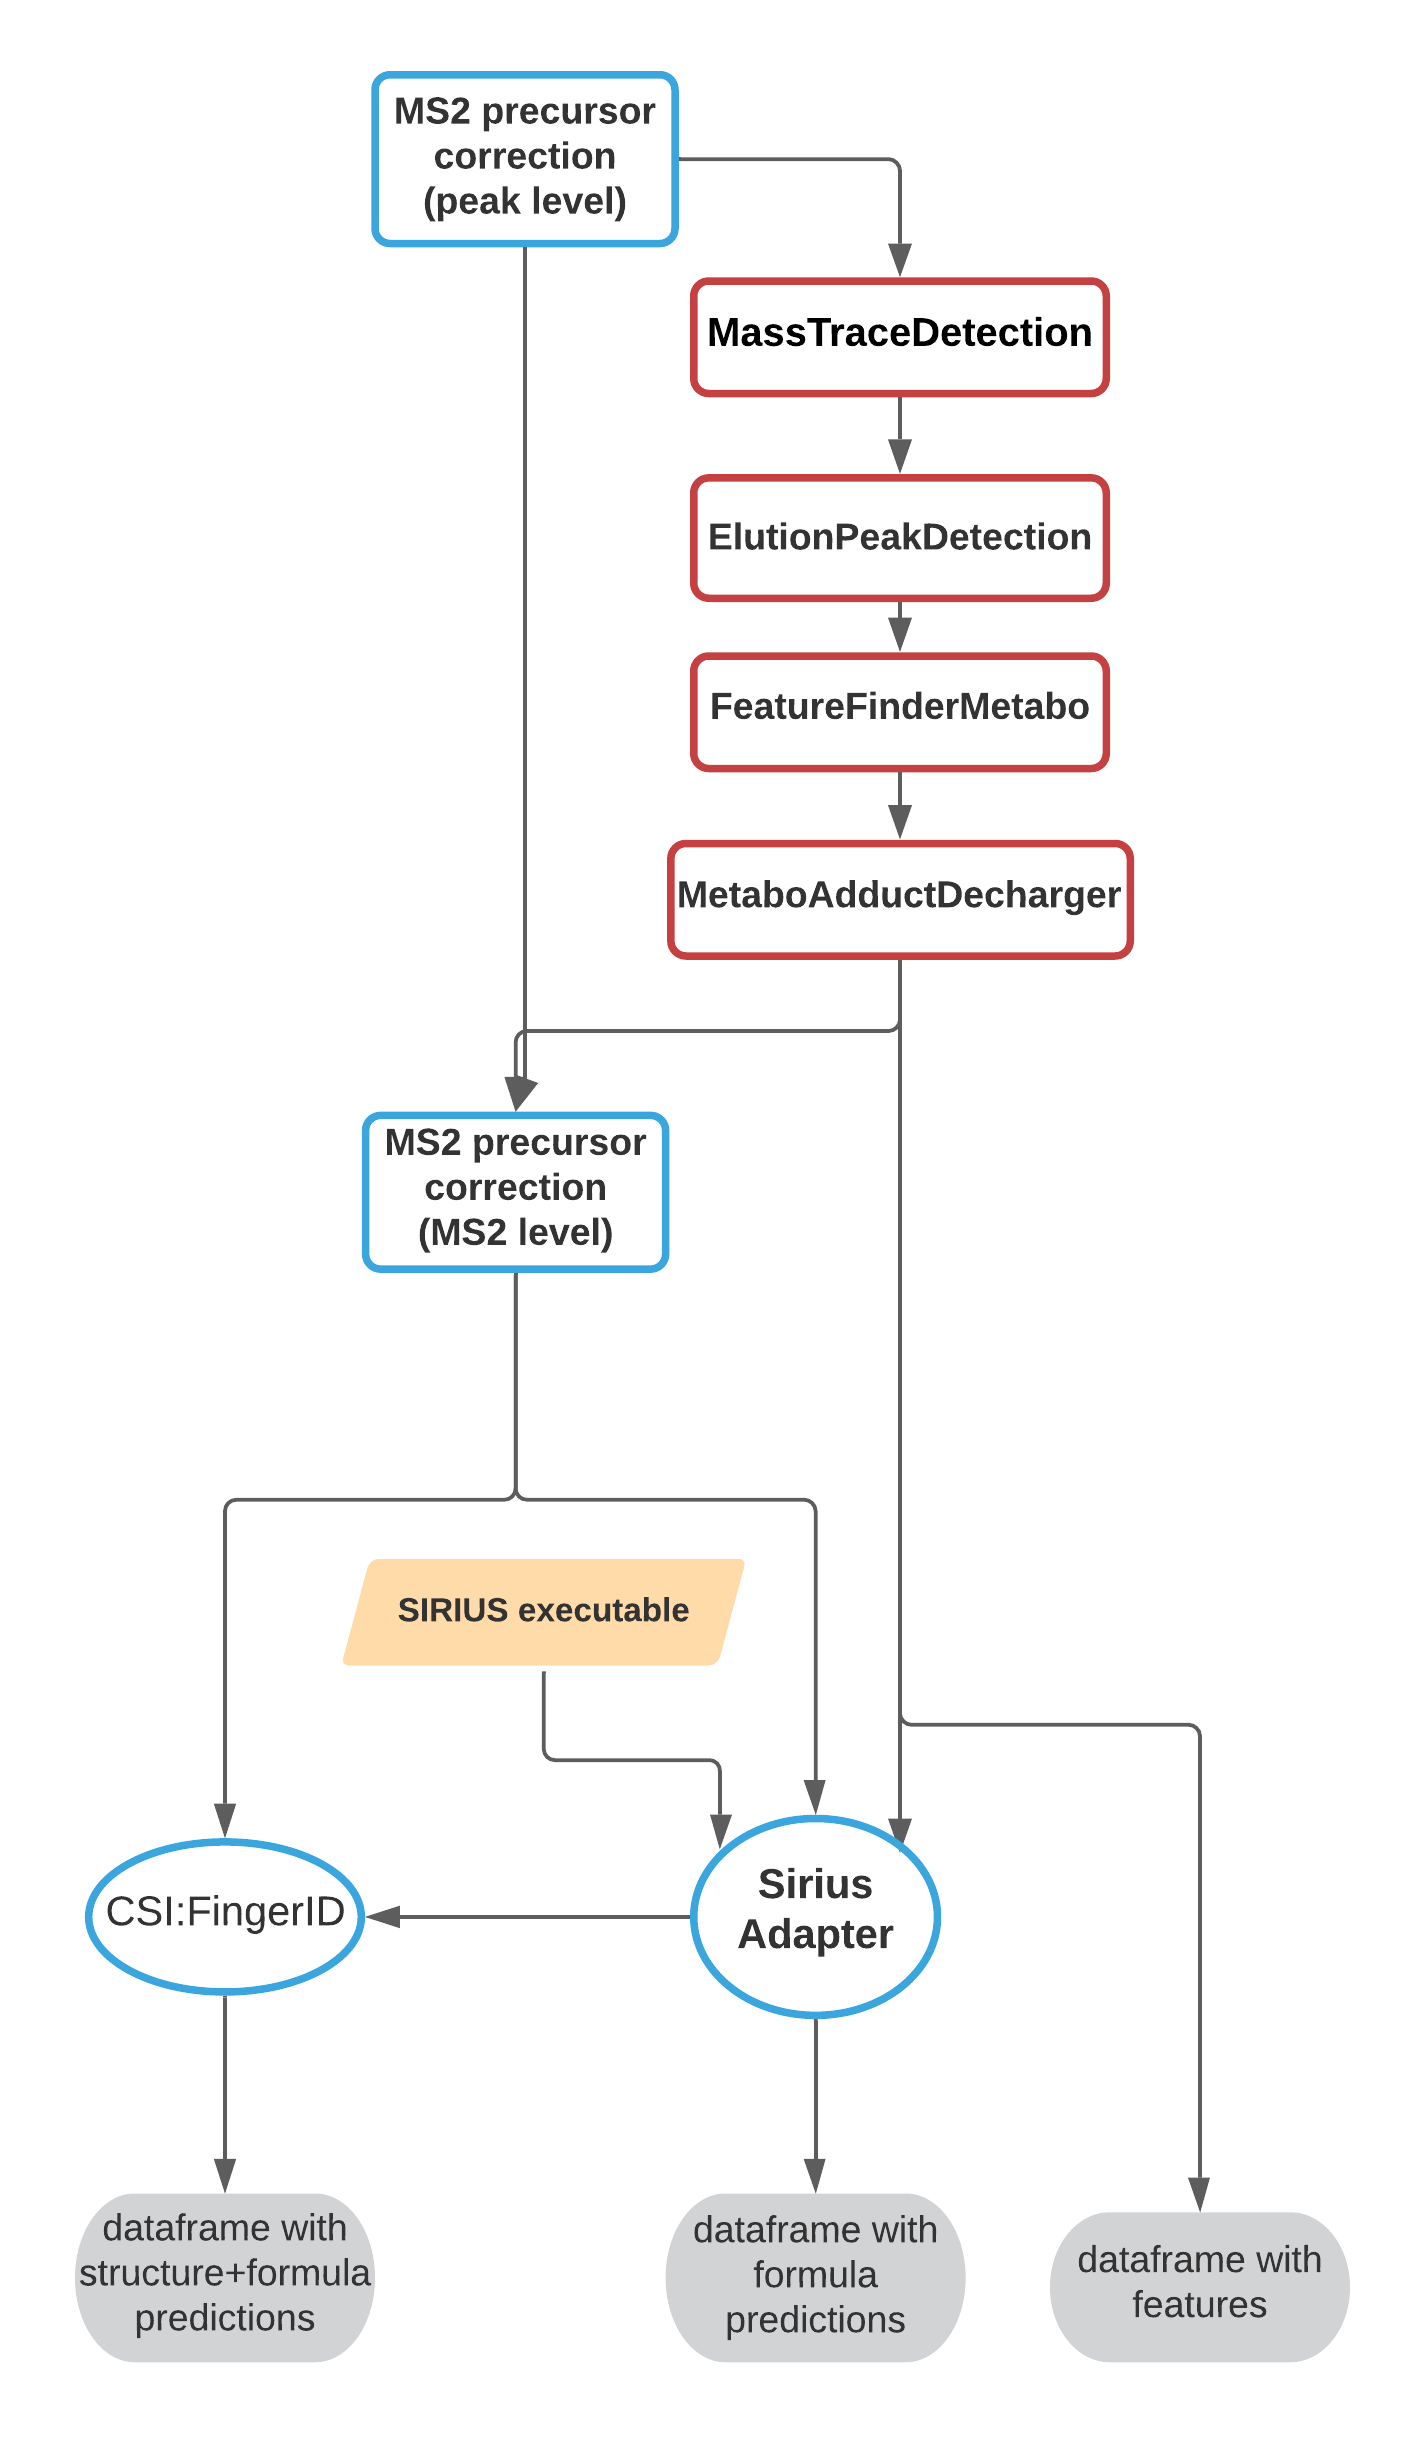 MS2 precursor
correction
(peak level)
MassTraceDetection
ElutionPeakDetection
FeatureFinderMetabo
MetaboAdductDecharger
MS2 precursor
correction
(MS2 level)
SIRIUS executable
CSI:FingerID
Sirius
Adapter
dataframe with
structure+formula
predictions
dataframe with
formula
predictions
dataframe with
features